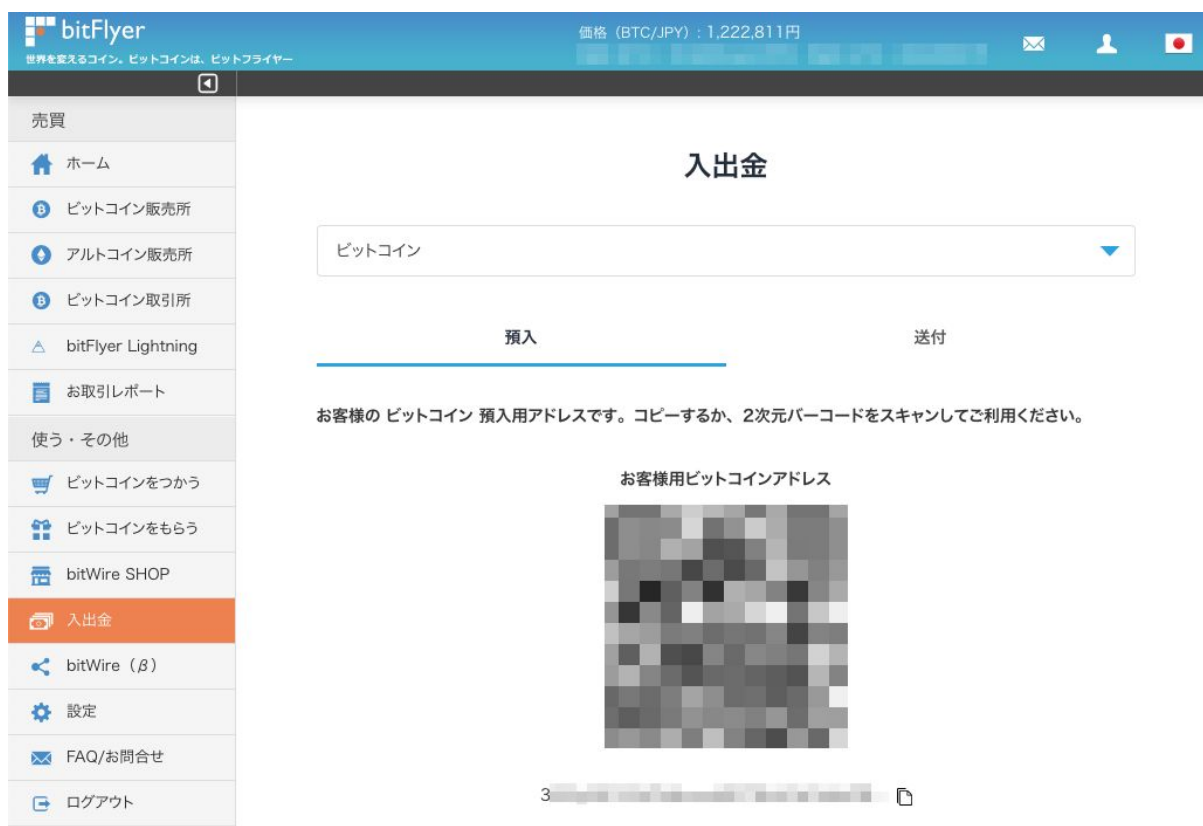 bitFlyer
世界を変えるコイン。ビットコインは、ビットフライヤー
価格（BTC/JPY）: 1,222,811円
売買
ホーム
ビットコイン販売所
アルトコイン販売所
ビットコイン取引所
bitFlyer Lightning
お取引レポート
使う・その他
ビットコインをつかう
ビットコインをもらう
bitWire SHOP
入出金
bitWire（β）
設定
FAQ/お問合せ
ログアウト
入出金
ビットコイン
預入
送付
お客様の ビットコイン 預入用アドレスです。コピーするか、2次元バーコードをスキャンしてご利用ください。
お客様用ビットコインアドレス
3